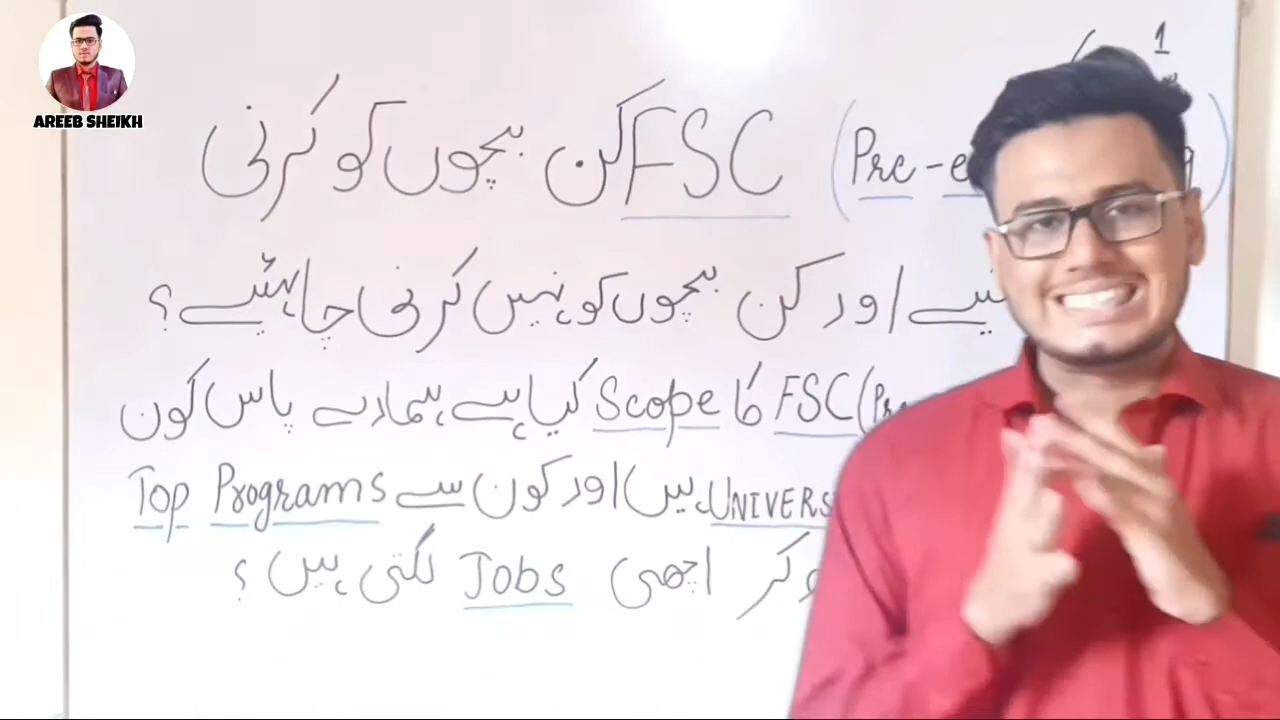 AREEB SHEIKH
1
کن بچوں کو کرنی FSC (Pre-
اور کن بچوں کو نہیں کرنی چاہئیے؟
FSC کا Scope کیا ہے، ہمارے پاس کون
ہیں اور کون سے Top Programs
کر اچھی Jobs لگتی ہیں؟